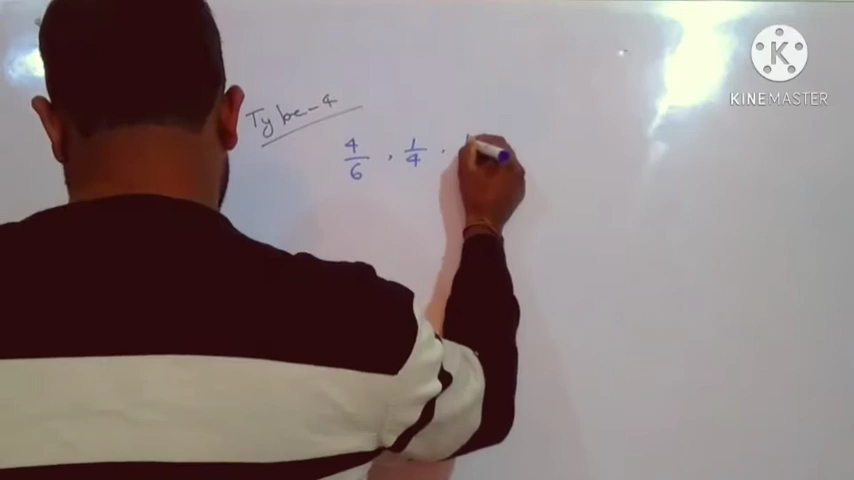 Type-4
4/6 , 1/4 ,
KINEMASTER